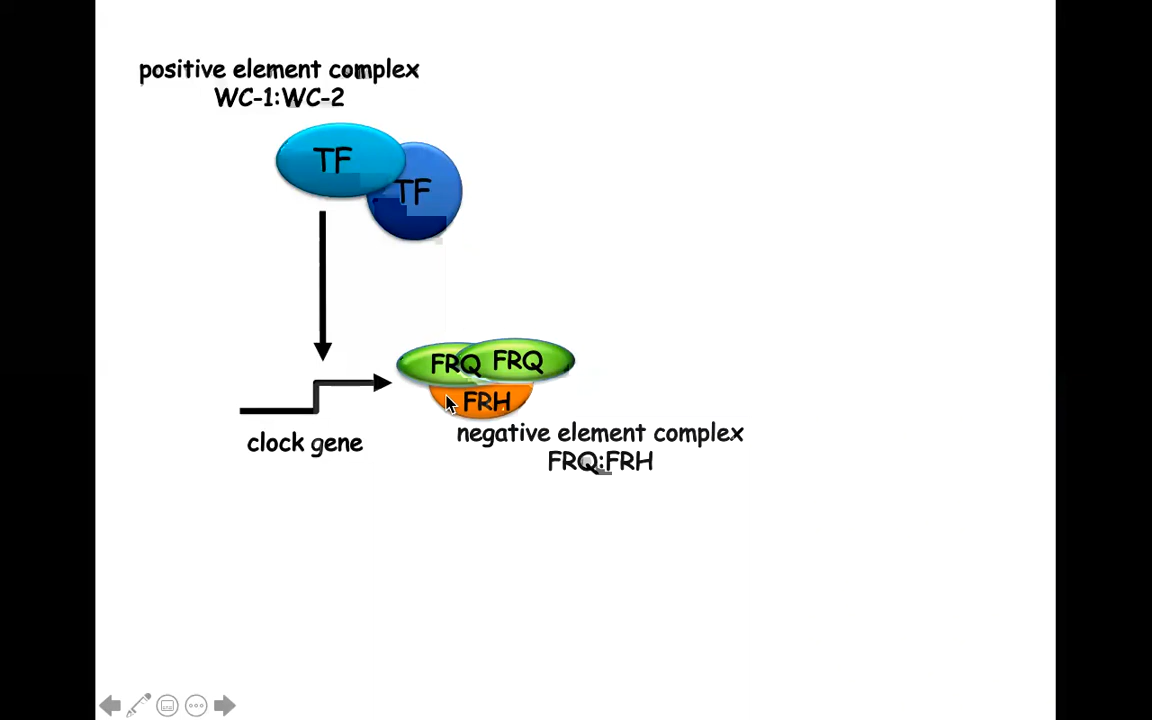 positive element complex
WC-1:WC-2
TF
TF
FRQ FRQ
FRH
clock gene
negative element complex
FRQ:FRH